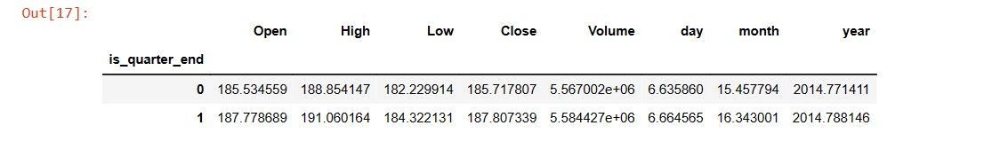 Out[17]:
Open High Low Close Volume day month year
is_quarter_end
0 185.534559 188.854147 182.229914 185.717807 5.567002e+06 6.635860 15.457794 2014.771411
1 187.778689 191.060164 184.322131 187.807339 5.584427e+06 6.664565 16.343001 2014.788146